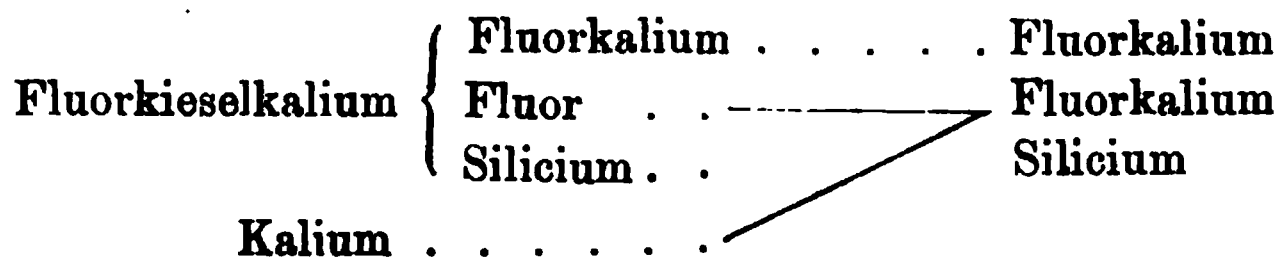 Fluorkalium . . . . . Fluorkalium
Fluorkieselkalium { Fluor . . Fluorkalium
Silicium . . Silicium
Kalium . . . . . .